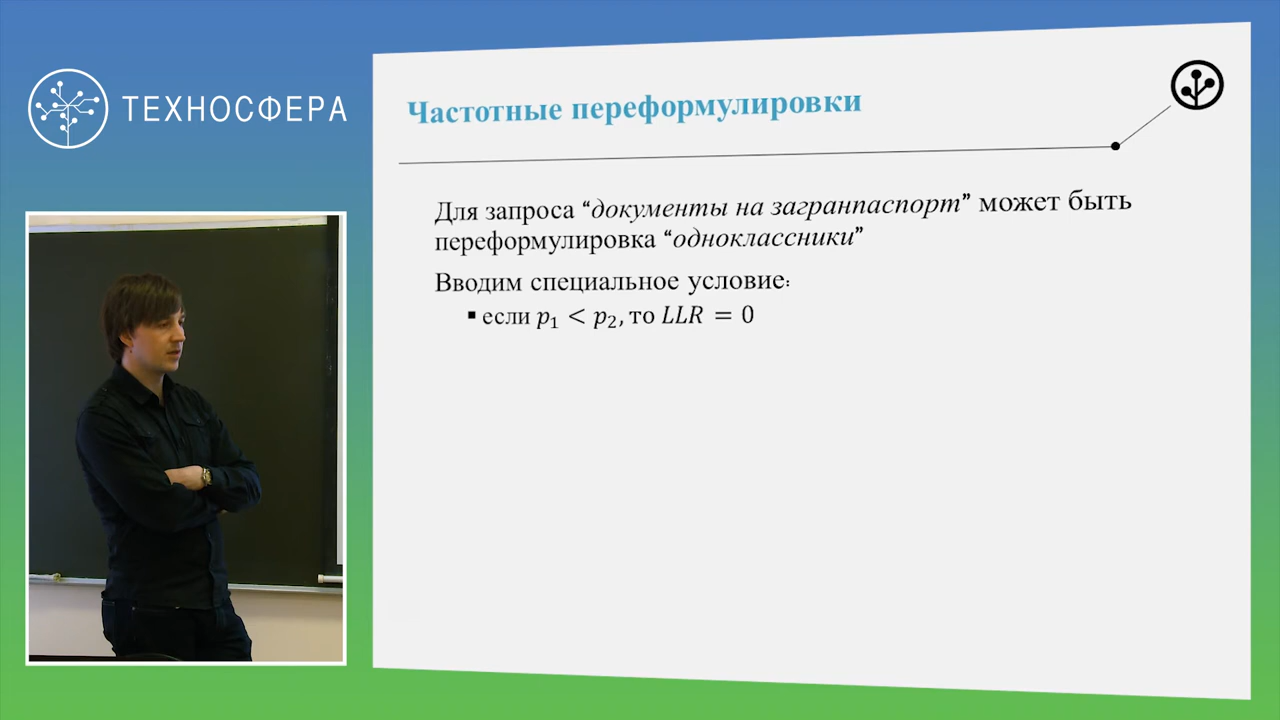 ТЕХНОСФЕРА
Частотные переформулировки
Для запроса “документы на загранпаспорт” может быть
переформулировка “одноклассники”
Вводим специальное условие:
▪ если p₁ < p₂, то LLR = 0